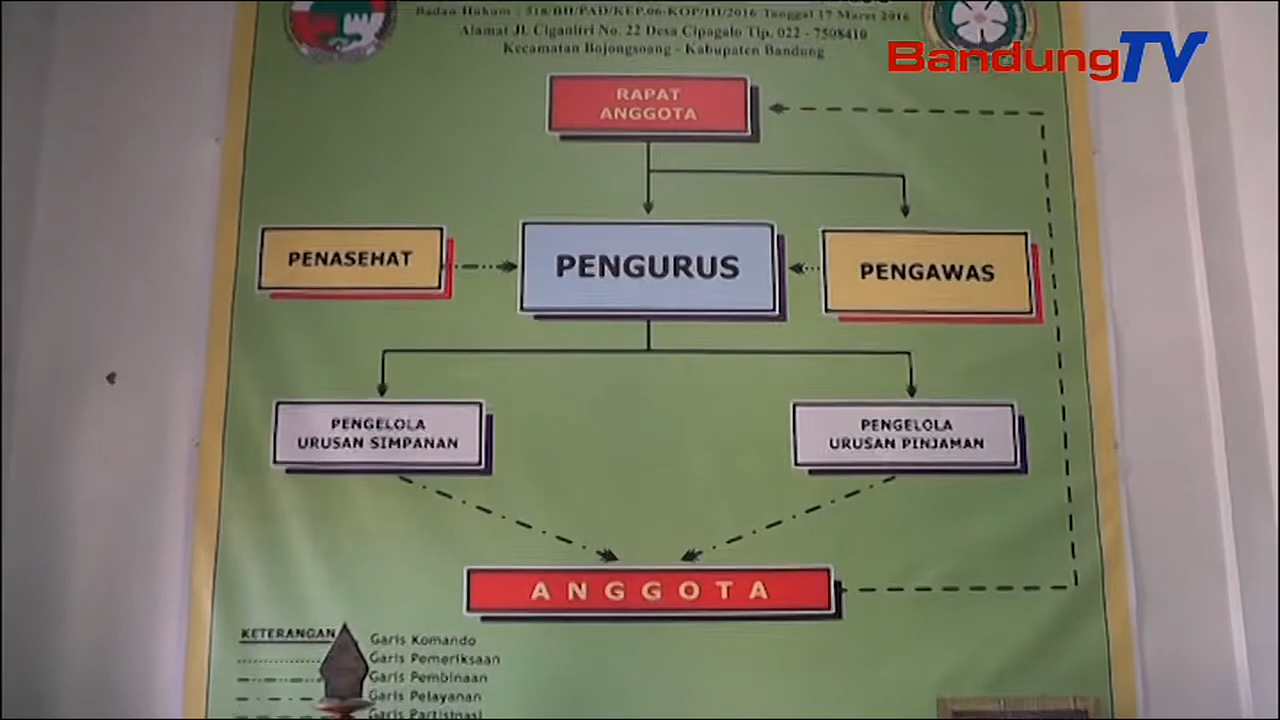 Badan Hukum : 518/BH/PAD/KEP.06-KOP/III/2016 Tanggal 17 Maret 2016
Alamat Jl. Ciganitri No. 22 Desa Cipagalo Tlp. 022 - 7508410
Kecamatan Bojongsoang - Kabupaten Bandung
BandungTV
RAPAT
ANGGOTA
PENASEHAT
PENGURUS
PENGAWAS
PENGELOLA
URUSAN SIMPANAN
PENGELOLA
URUSAN PINJAMAN
ANGGOTA
KETERANGAN
Garis Komando
Garis Pemeriksaan
Garis Pembinaan
Garis Pelayanan
Garis Partisipasi